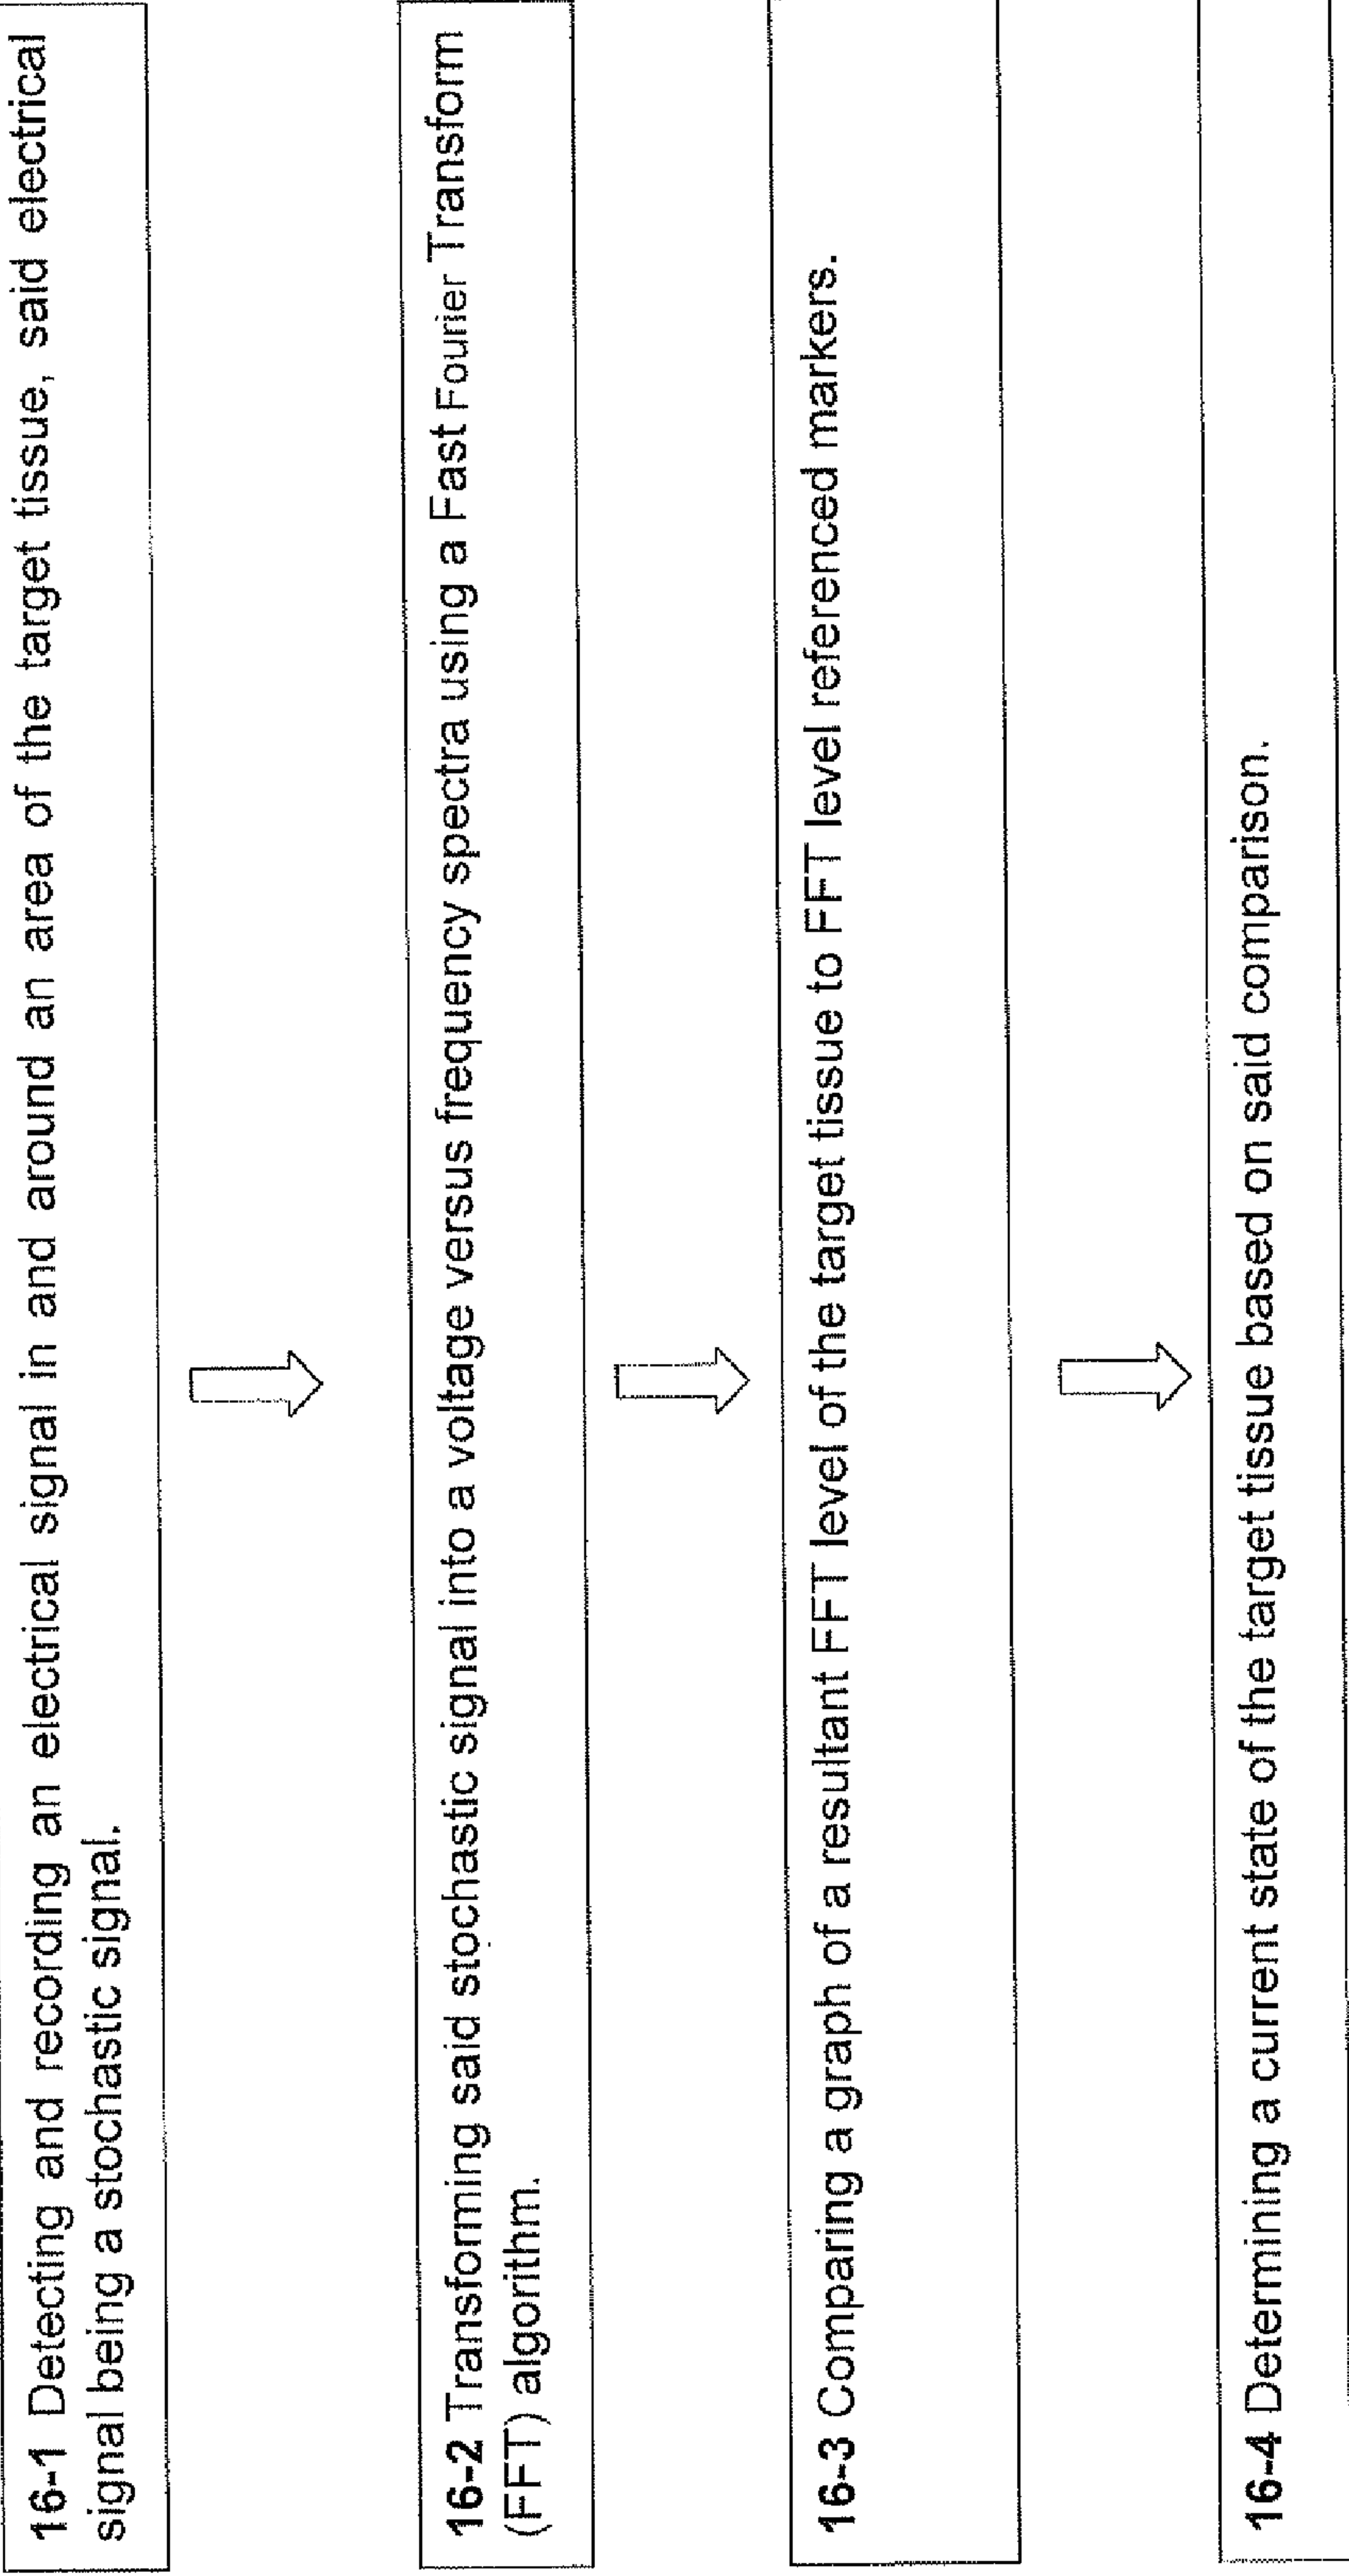 16-1 Detecting and recording an electrical signal in and around an area of the target tissue, said electrical
signal being a stochastic signal.
16-2 Transforming said stochastic signal into a voltage versus frequency spectra using a Fast Fourier Transform
(FFT) algorithm.
16-3 Comparing a graph of a resultant FFT level of the target tissue to FFT level referenced markers.
16-4 Determining a current state of the target tissue based on said comparison.